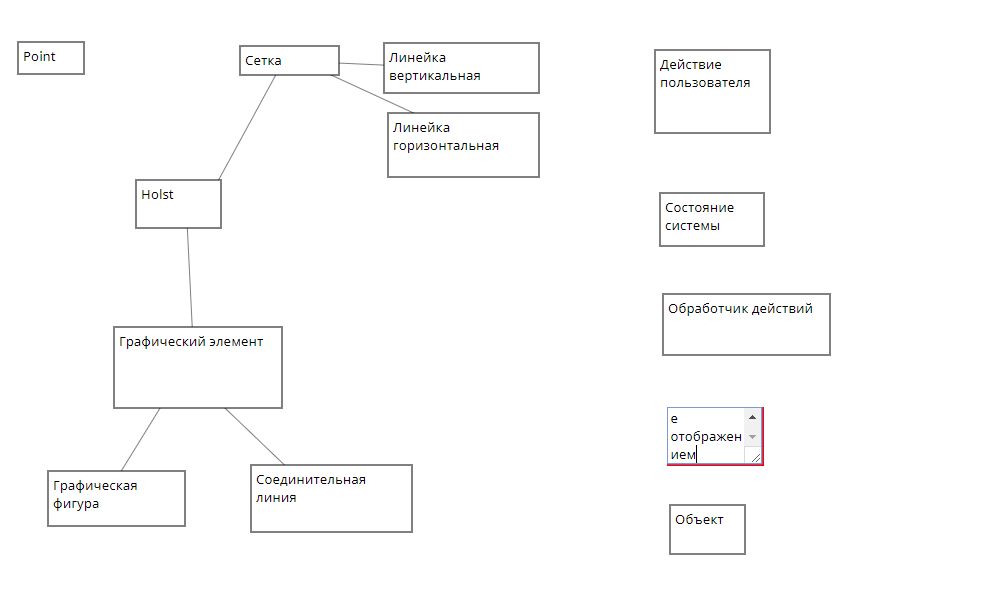 Point
Сетка
Линейка
вертикальная
Линейка
горизонтальная
Holst
Графический элемент
Графическая
фигура
Соединительная
линия
Действие
пользователя
Состояние
системы
Обработчик действий
е
отображен
ием
Объект